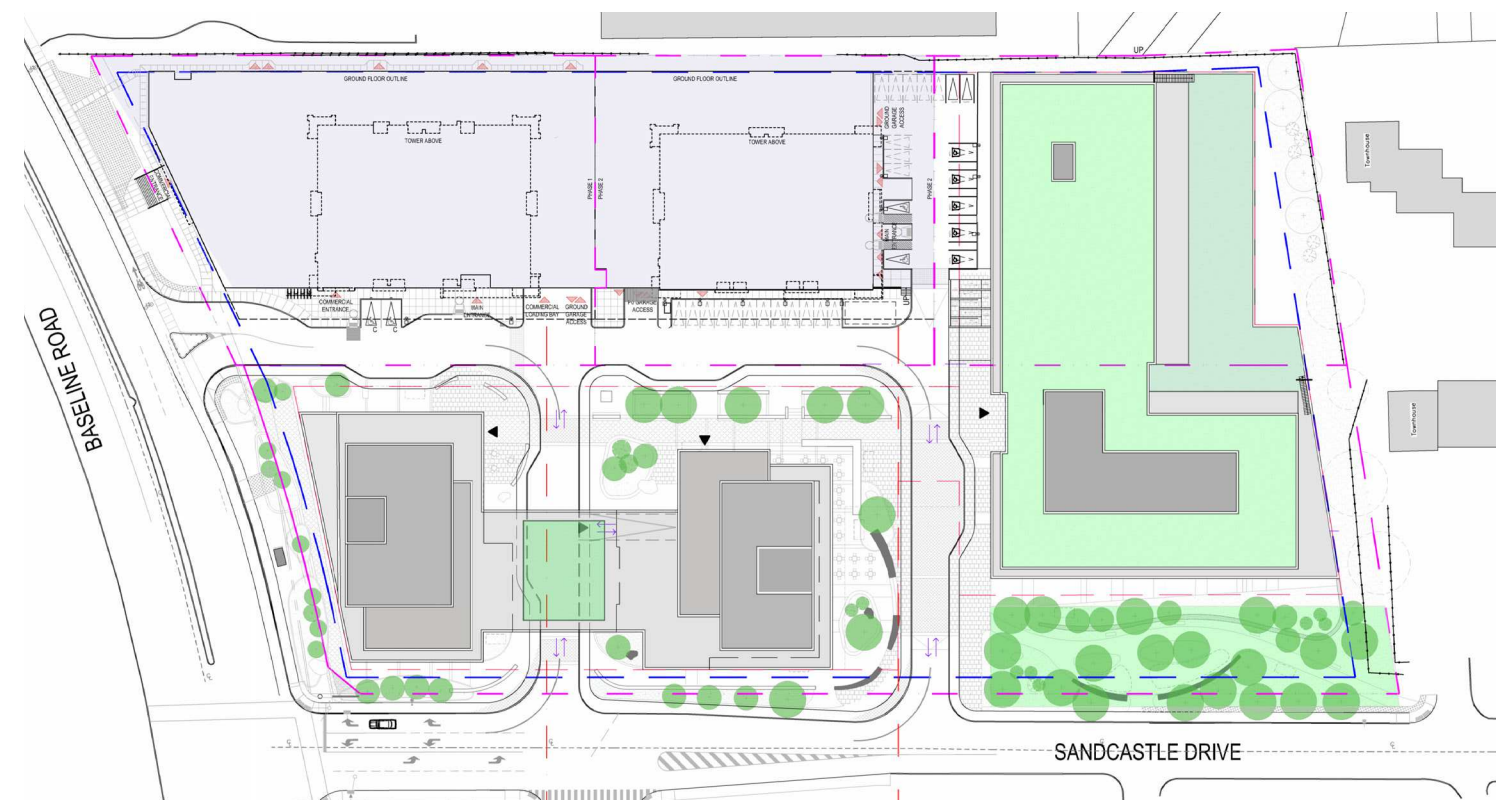 UP
GROUND FLOOR OUTLINE
GROUND FLOOR OUTLINE
TOWER ABOVE
TOWER ABOVE
GROUND
GARAGE
ACCESS
Townhouse
PHASE 1
PHASE 2
PHASE 2
MAIN
ENTRANCE
COMMERCIAL
ENTRANCE
MAIN
ENTRANCE
COMMERCIAL
LOADING BAY
GROUND
GARAGE
ACCESS
P0 GARAGE
ACCESS
UP
BASELINE ROAD
Townhouse
SANDCASTLE DRIVE